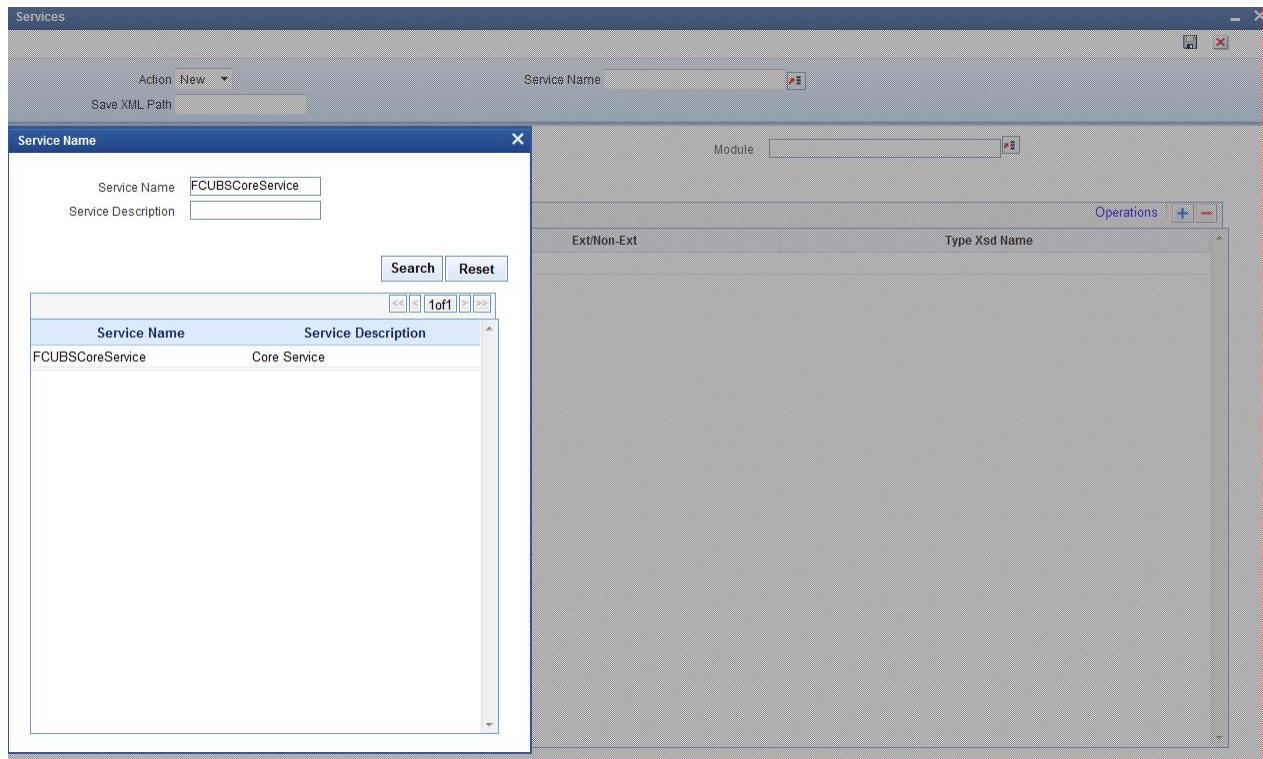 Services
Action New
Service Name
Save XML Path
Service Name
Module
Service Name FCUBSCoreService
Service Description
Operations
Ext/Non-Ext Type Xsd Name
Search Reset
<< < 1of1 > >>
Service Name Service Description
FCUBSCoreService Core Service